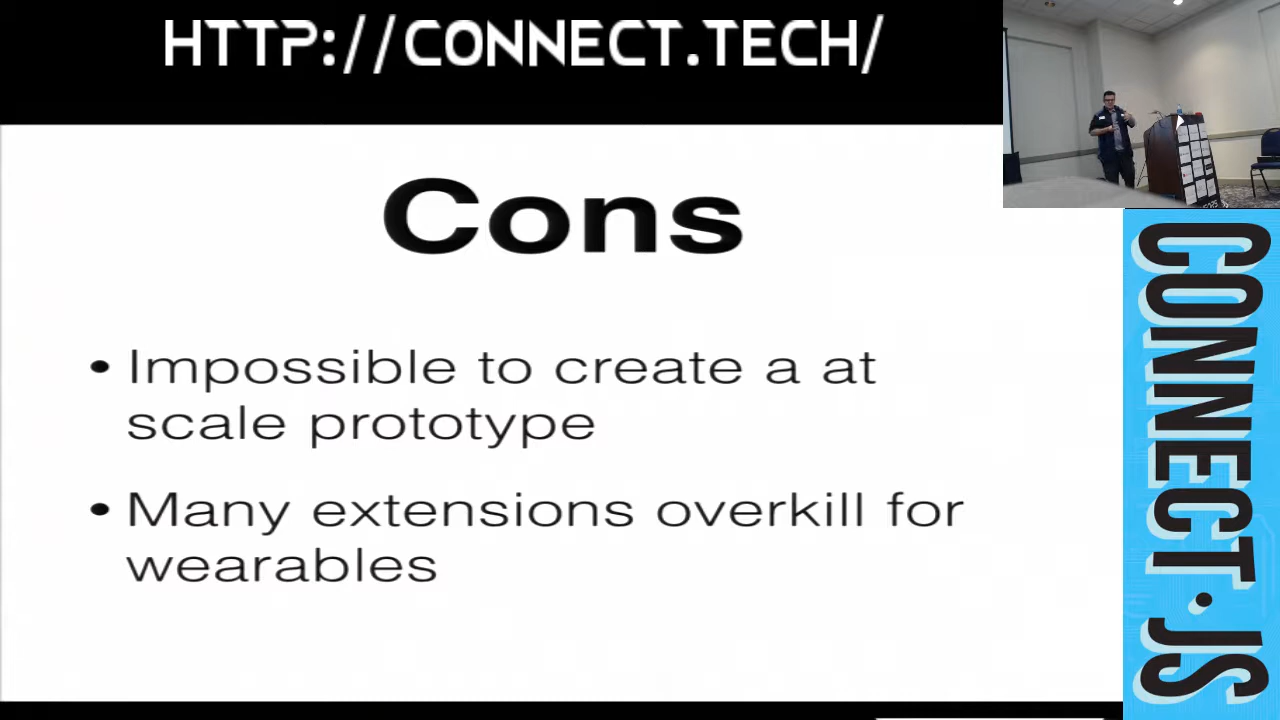 HTTP://CONNECT.TECH/
Cons
• Impossible to create a at
scale prototype
• Many extensions overkill for
wearables
CONNECT.JS